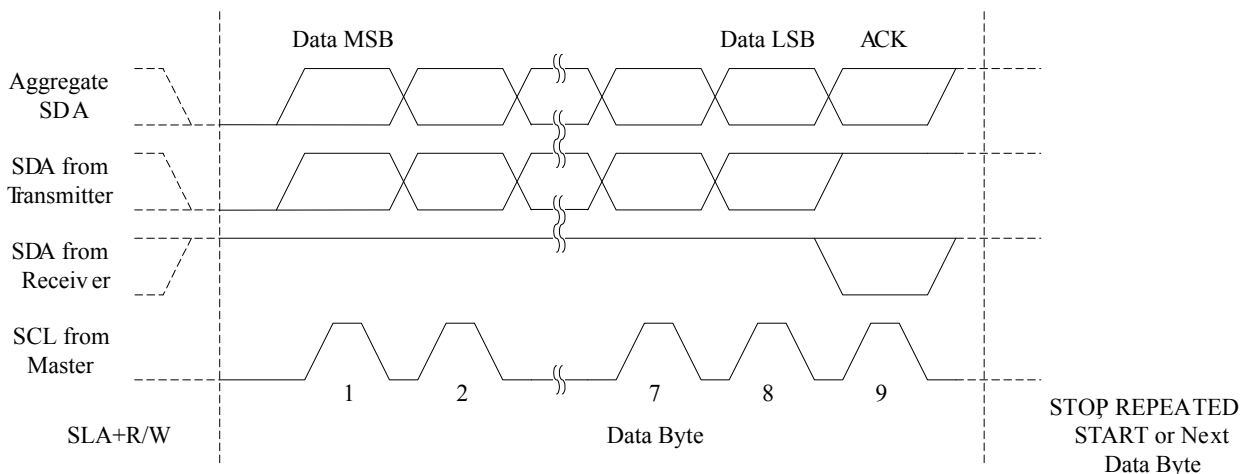 Data MSB
Data LSB
ACK
Aggregate
SDA
SDA from
Transmitter
SDA from
Receiver
SCL from
Master
1
2
7
8
9
SLA+R/W
Data Byte
STOP, REPEATED
START or Next
Data Byte